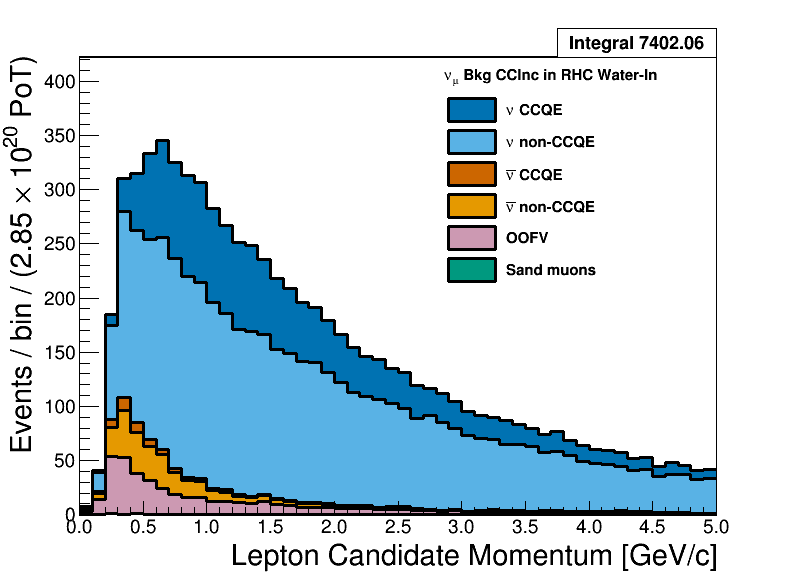 Integral 7402.06
ν_μ Bkg CCInc in RHC Water-In
ν CCQE
ν non-CCQE
ν̅ CCQE
ν̅ non-CCQE
OOFV
Sand muons
Events / bin / (2.85 × 10^20 PoT)
400
350
300
250
200
150
100
50
0
0.0 0.5 1.0 1.5 2.0 2.5 3.0 3.5 4.0 4.5 5.0
Lepton Candidate Momentum [GeV/c]